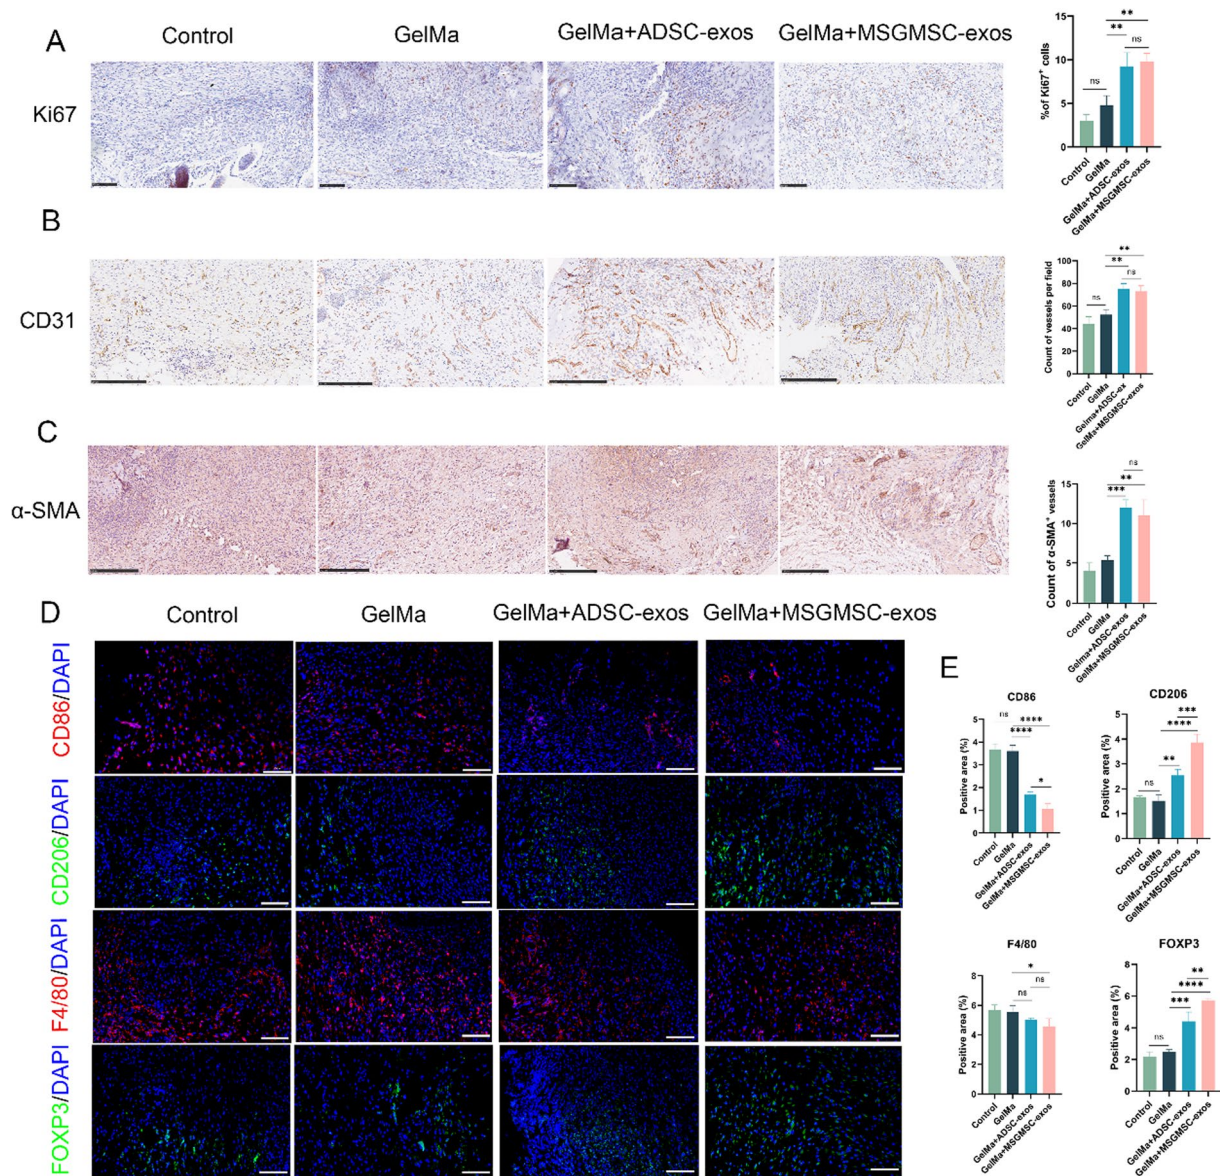 A
Control
GelMa
GelMa+ADSC-exos
GelMa+MSGMSC-exos
Ki67
%of Ki67⁺ cells
15
10
5
0
ns
**
**
ns
Control
GelMa
GelMa+ADSC-exos
GelMa+MSGMSC-exos
B
CD31
Count of vessels per field
100
80
60
40
20
0
ns
**
**
ns
Control
GelMa
Gelma+ADSC-ex
GelMa+MSGMSC-exos
C
α-SMA
Count of α-SMA⁺ vessels
15
10
5
0
ns
**
***
Control
GelMa
Gelma+ADSC-exos
GelMa+MSGMSC-exos
D
Control
GelMa
GelMa+ADSC-exos
GelMa+MSGMSC-exos
CD86/DAPI
CD206/DAPI
F4/80/DAPI
FOXP3/DAPI
E
CD86
Positive area (%)
5
4
3
2
1
0
ns
****
****
*
Control
GelMa
GelMa+ADSC-exos
GelMa+MSGMSC-exos
CD206
Positive area (%)
5
4
3
2
1
0
ns
**
****
***
Control
GelMa
GelMa+ADSC-exos
GelMa+MSGMSC-exos
F4/80
Positive area (%)
8
6
4
2
0
*
ns
ns
Control
GelMa
GelMa+ADSC-exos
GelMa+MSGMSC-exos
FOXP3
Positive area (%)
8
6
4
2
0
ns
***
****
**
Control
GelMa
GelMa+ADSC-exos
GelMa+MSGMSC-exos